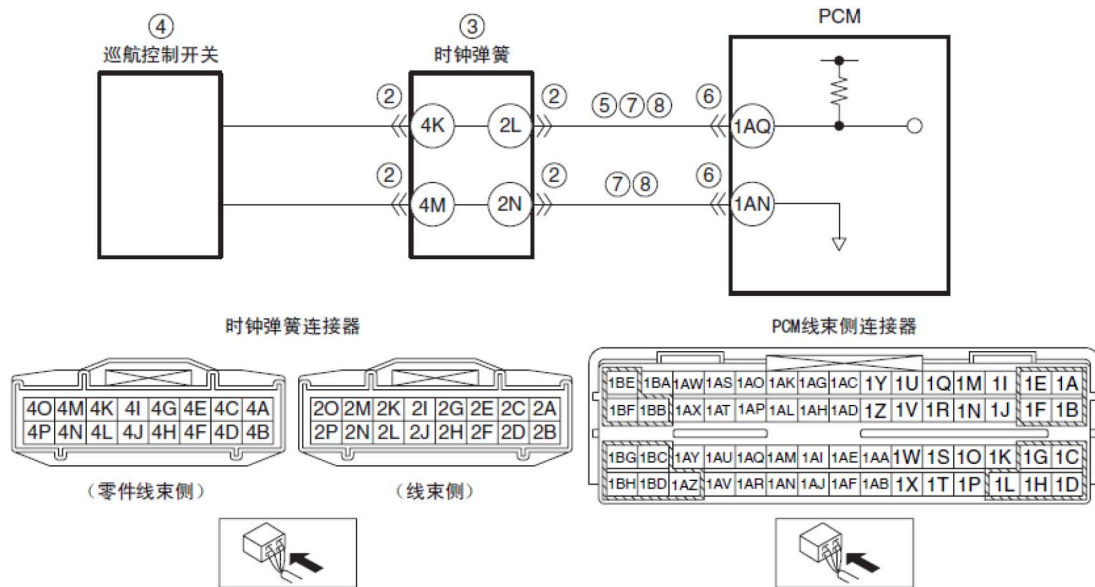 ④ ③ PCM
巡航控制开关 时钟弹簧
② ② ⑤⑦⑧ ⑥
4K 2L 1AQ
② ② ⑦⑧ ⑥
4M 2N 1AN
时钟弹簧连接器 PCM线束侧连接器
4O 4M 4K 4I 4G 4E 4C 4A
4P 4N 4L 4J 4H 4F 4D 4B
（零件线束侧）
2O 2M 2K 2I 2G 2E 2C 2A
2P 2N 2L 2J 2H 2F 2D 2B
（线束侧）
1BE 1BA 1AW 1AS 1AO 1AK 1AG 1AC 1Y 1U 1Q 1M 1I 1E 1A
1BF 1BB 1AX 1AT 1AP 1AL 1AH 1AD 1Z 1V 1R 1N 1J 1F 1B
1BG 1BC 1AY 1AU 1AQ 1AM 1AI 1AE 1AA 1W 1S 1O 1K 1G 1C
1BH 1BD 1AZ 1AV 1AR 1AN 1AJ 1AF 1AB 1X 1T 1P 1L 1H 1D